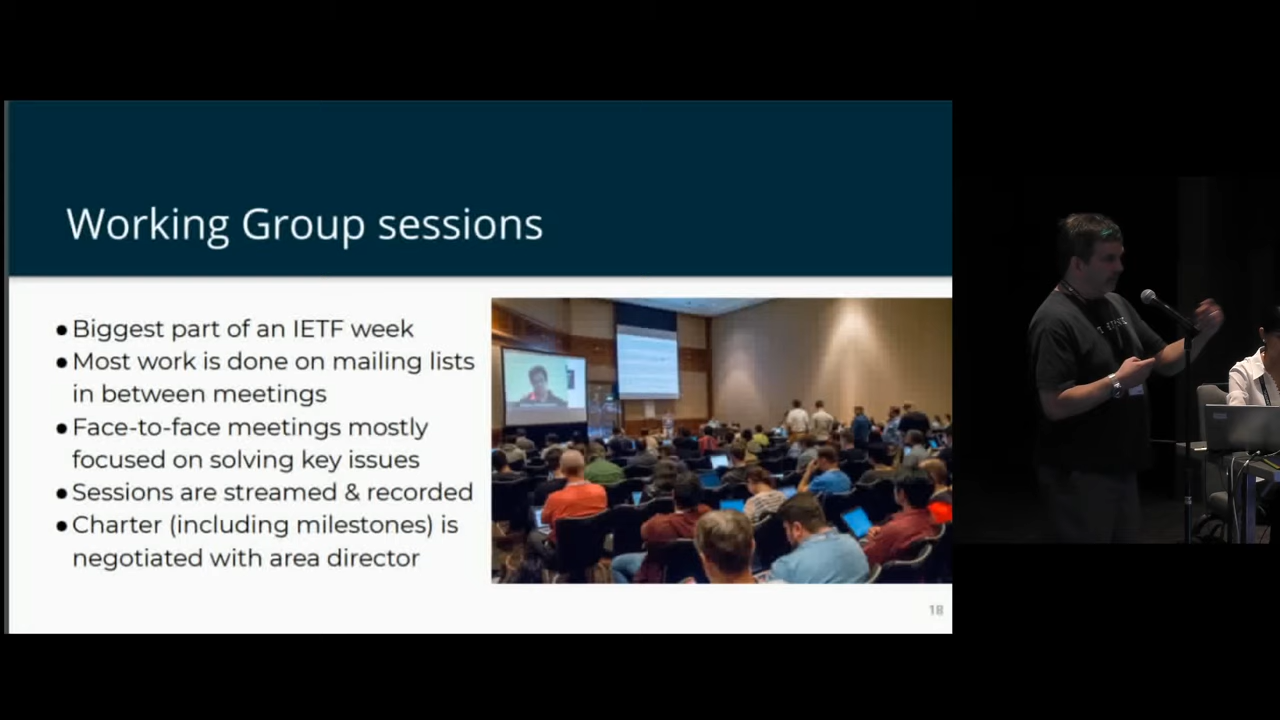 Working Group sessions
● Biggest part of an IETF week
● Most work is done on mailing lists
in between meetings
● Face-to-face meetings mostly
focused on solving key issues
● Sessions are streamed & recorded
● Charter (including milestones) is
negotiated with area director
18